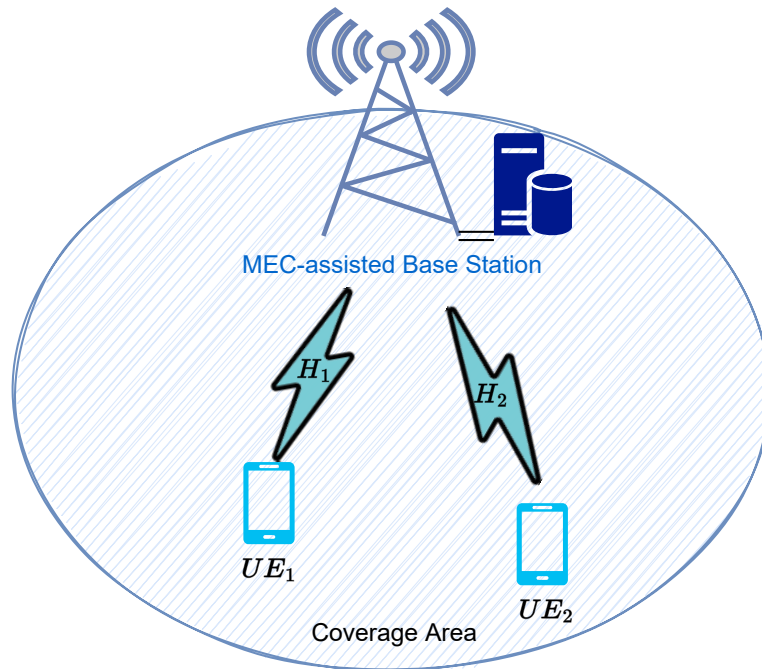 MEC-assisted Base Station
H₁
H₂
UE₁
UE₂
Coverage Area